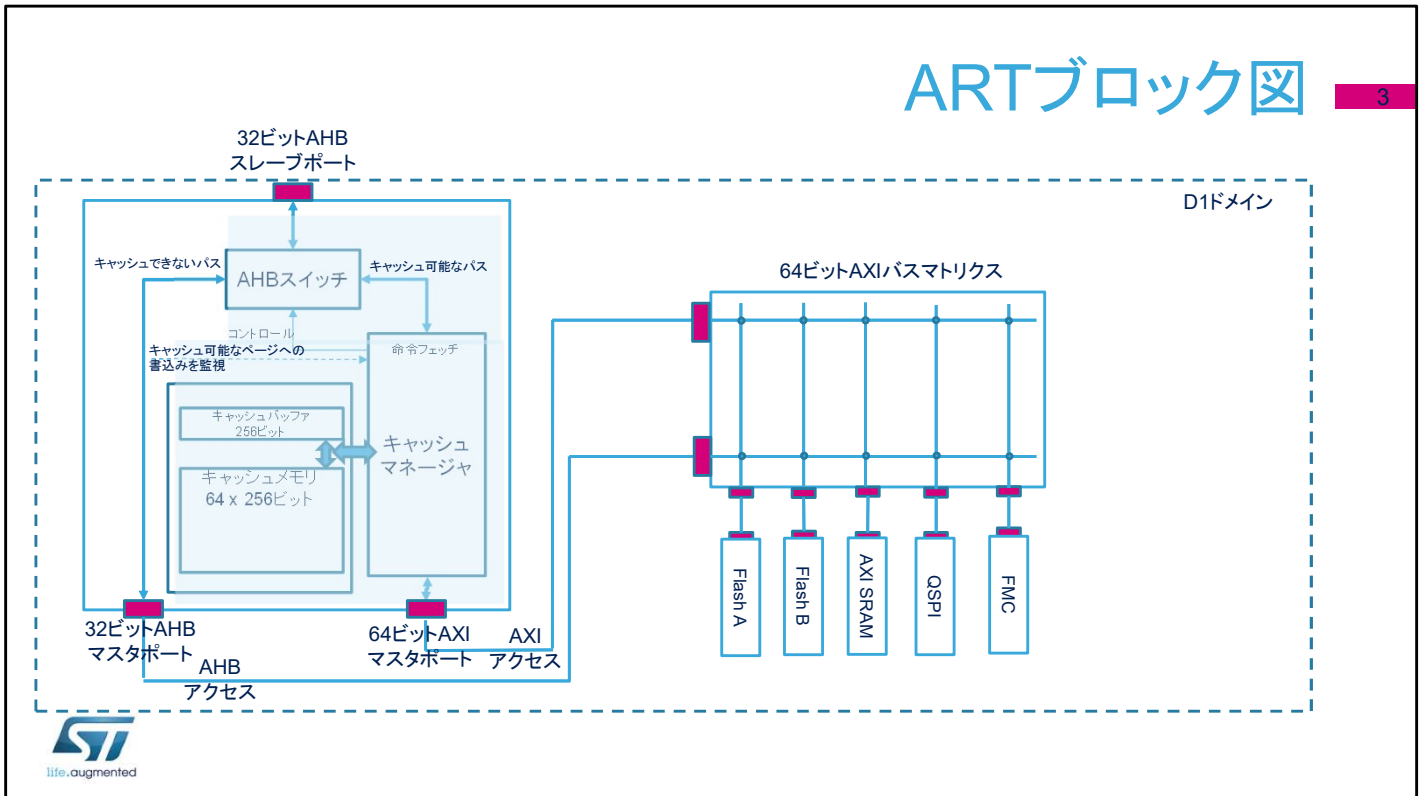 ARTブロック図
3
32ビットAHB
スレーブポート
D1ドメイン
キャッシュできないパス
AHBスイッチ
キャッシュ可能なパス
コントロール
キャッシュ可能なページへの
書込みを監視
命令フェッチ
キャッシュバッファ
256ビット
キャッシュメモリ
64 x 256ビット
キャッシュ
マネージャ
32ビットAHB
マスタポート
AHB
アクセス
64ビットAXI
マスタポート
AXI
アクセス
64ビットAXIバスマトリクス
Flash A
Flash B
AXI SRAM
QSPI
FMC
ST
life.augmented